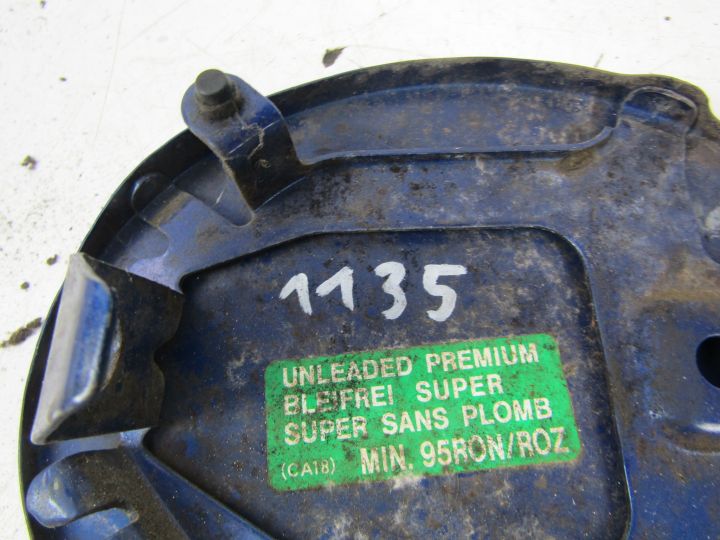 1135
UNLEADED PREMIUM
BLEIFREI SUPER
SUPER SANS PLOMB
(CA18) MIN. 95RON/ROZ